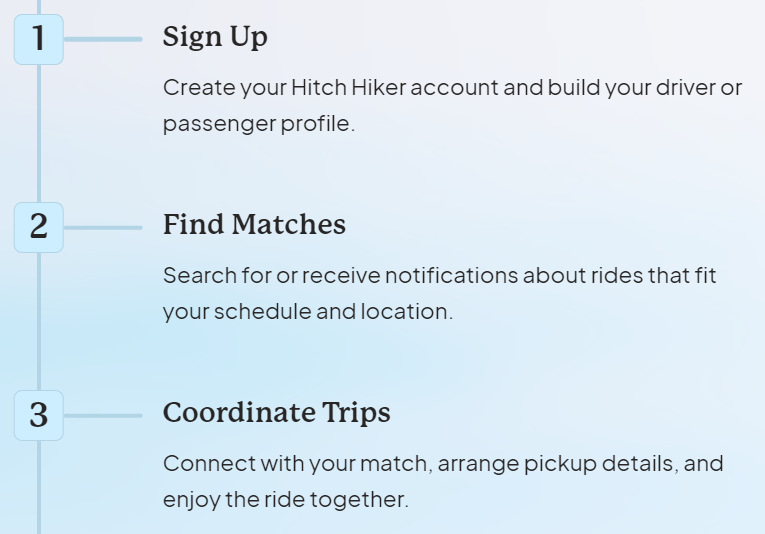 1
Sign Up
Create your Hitch Hiker account and build your driver or
passenger profile.
2
Find Matches
Search for or receive notifications about rides that fit
your schedule and location.
3
Coordinate Trips
Connect with your match, arrange pickup details, and
enjoy the ride together.